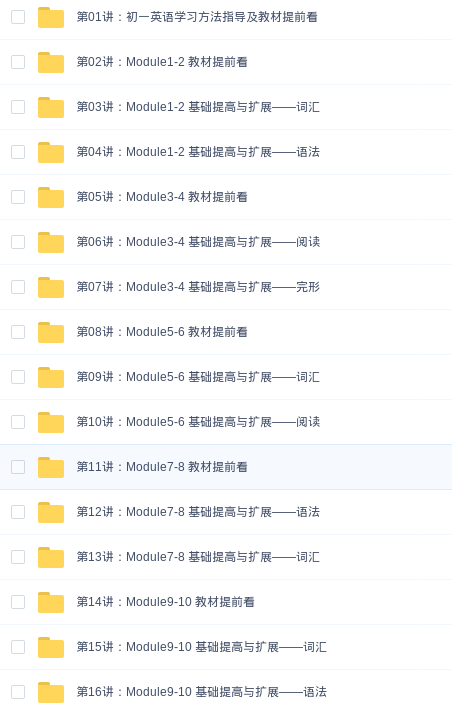 第01讲：初一英语学习方法指导及教材提前看
第02讲：Module1-2 教材提前看
第03讲：Module1-2 基础提高与扩展——词汇
第04讲：Module1-2 基础提高与扩展——语法
第05讲：Module3-4 教材提前看
第06讲：Module3-4 基础提高与扩展——阅读
第07讲：Module3-4 基础提高与扩展——完形
第08讲：Module5-6 教材提前看
第09讲：Module5-6 基础提高与扩展——词汇
第10讲：Module5-6 基础提高与扩展——阅读
第11讲：Module7-8 教材提前看
第12讲：Module7-8 基础提高与扩展——语法
第13讲：Module7-8 基础提高与扩展——词汇
第14讲：Module9-10 教材提前看
第15讲：Module9-10 基础提高与扩展——词汇
第16讲：Module9-10 基础提高与扩展——语法